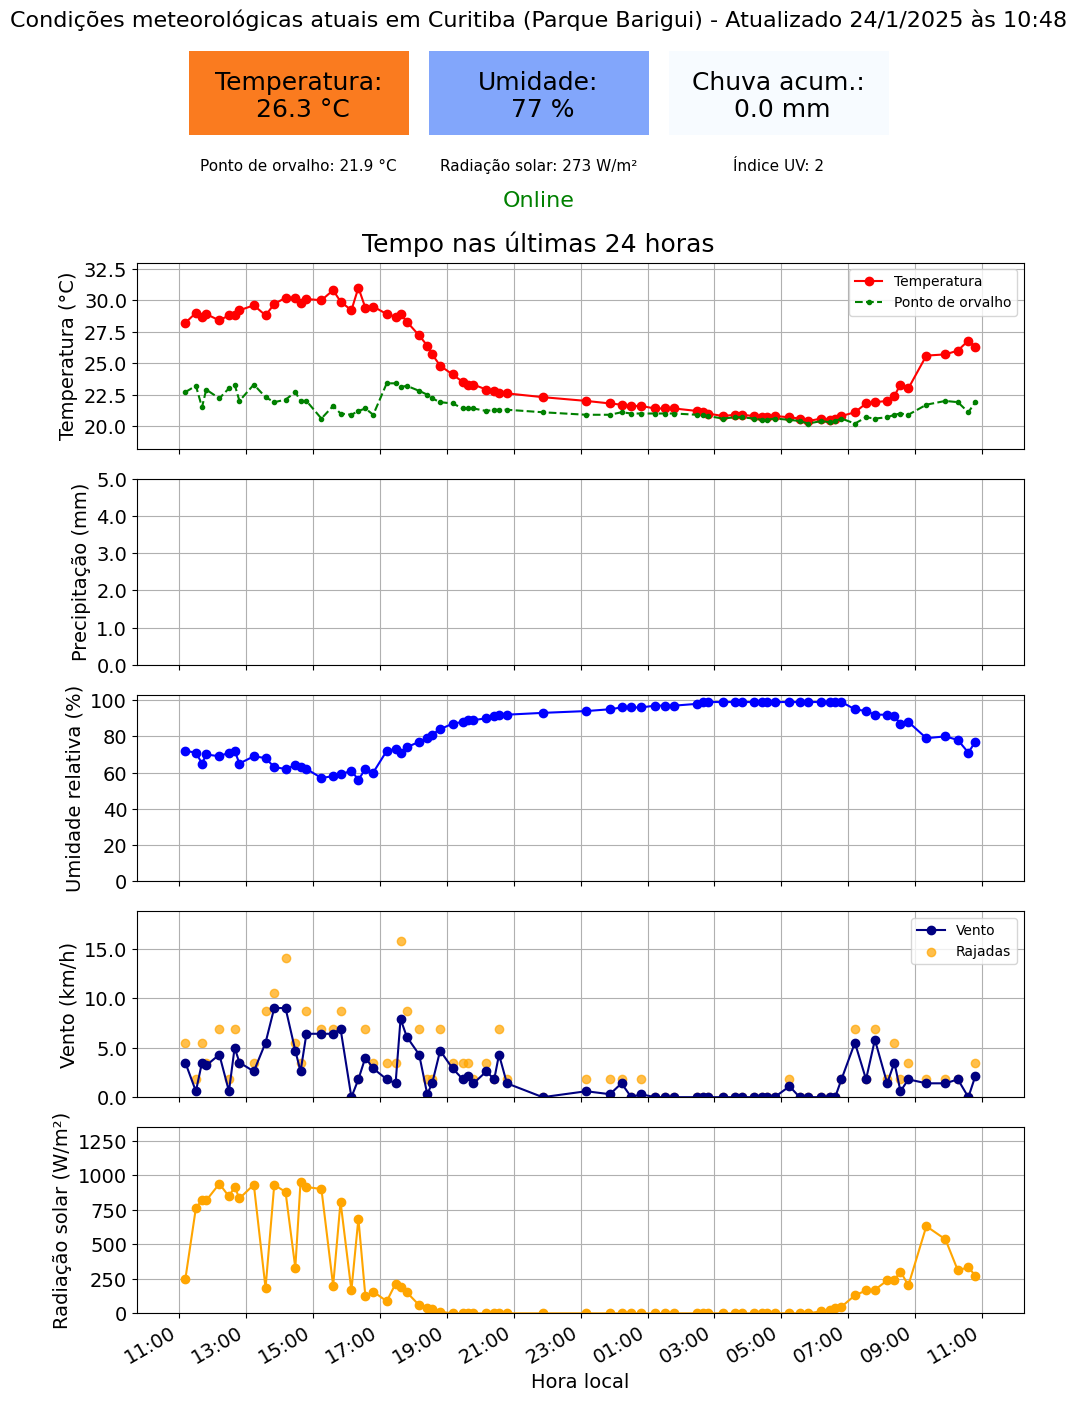 Condições meteorológicas atuais em Curitiba (Parque Barigui) - Atualizado 24/1/2025 às 10:48
Temperatura:
26.3 °C
Umidade:
77 %
Chuva acum.:
0.0 mm
Ponto de orvalho: 21.9 °C
Radiação solar: 273 W/m²
Índice UV: 2
Online
Tempo nas últimas 24 horas
Temperatura (°C)
32.5
30.0
27.5
25.0
22.5
20.0
Temperatura
Ponto de orvalho
Precipitação (mm)
5.0
4.0
3.0
2.0
1.0
0.0
Umidade relativa (%)
100
80
60
40
20
0
Vento (km/h)
15.0
10.0
5.0
0.0
Vento
Rajadas
Radiação solar (W/m²)
1250
1000
750
500
250
0
11:00
13:00
15:00
17:00
19:00
21:00
23:00
01:00
03:00
05:00
07:00
09:00
11:00
Hora local